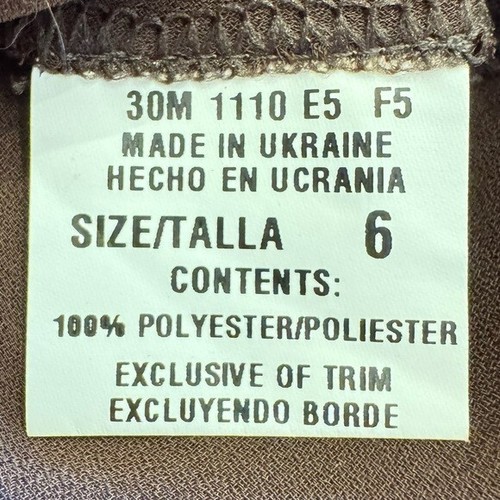 30M 1110 E5 F5
MADE IN UKRAINE
HECHO EN UCRANIA
SIZE/TALLA 6
CONTENTS:
100% POLYESTER/POLIESTER
EXCLUSIVE OF TRIM
EXCLUYENDO BORDE